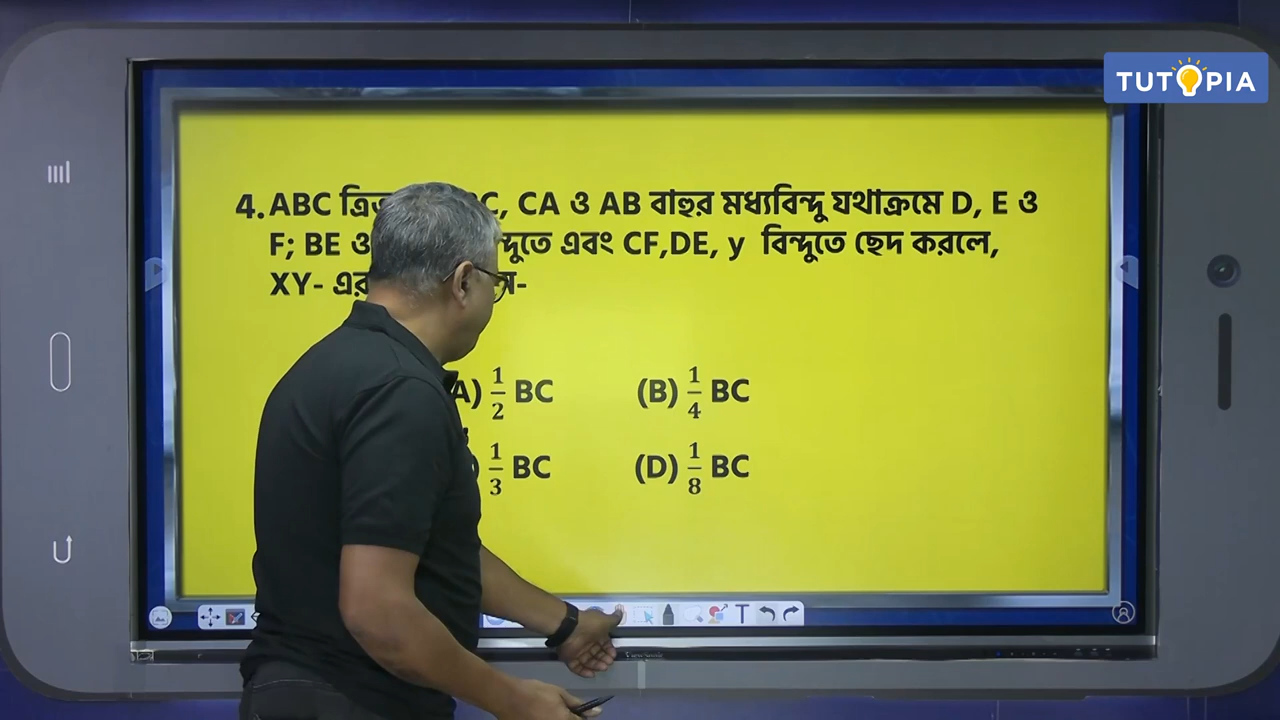 TUTOPIA
4. ABC C, CA ও AB বাহুর মধ্যবিন্দু যথাক্রমে D, E ও
F; BE ও এবং CF,DE, y বিন্দুতে ছেদ করলে,
XY- এর
A) 1/2 BC (B) 1/4 BC
1/3 BC (D) 1/8 BC